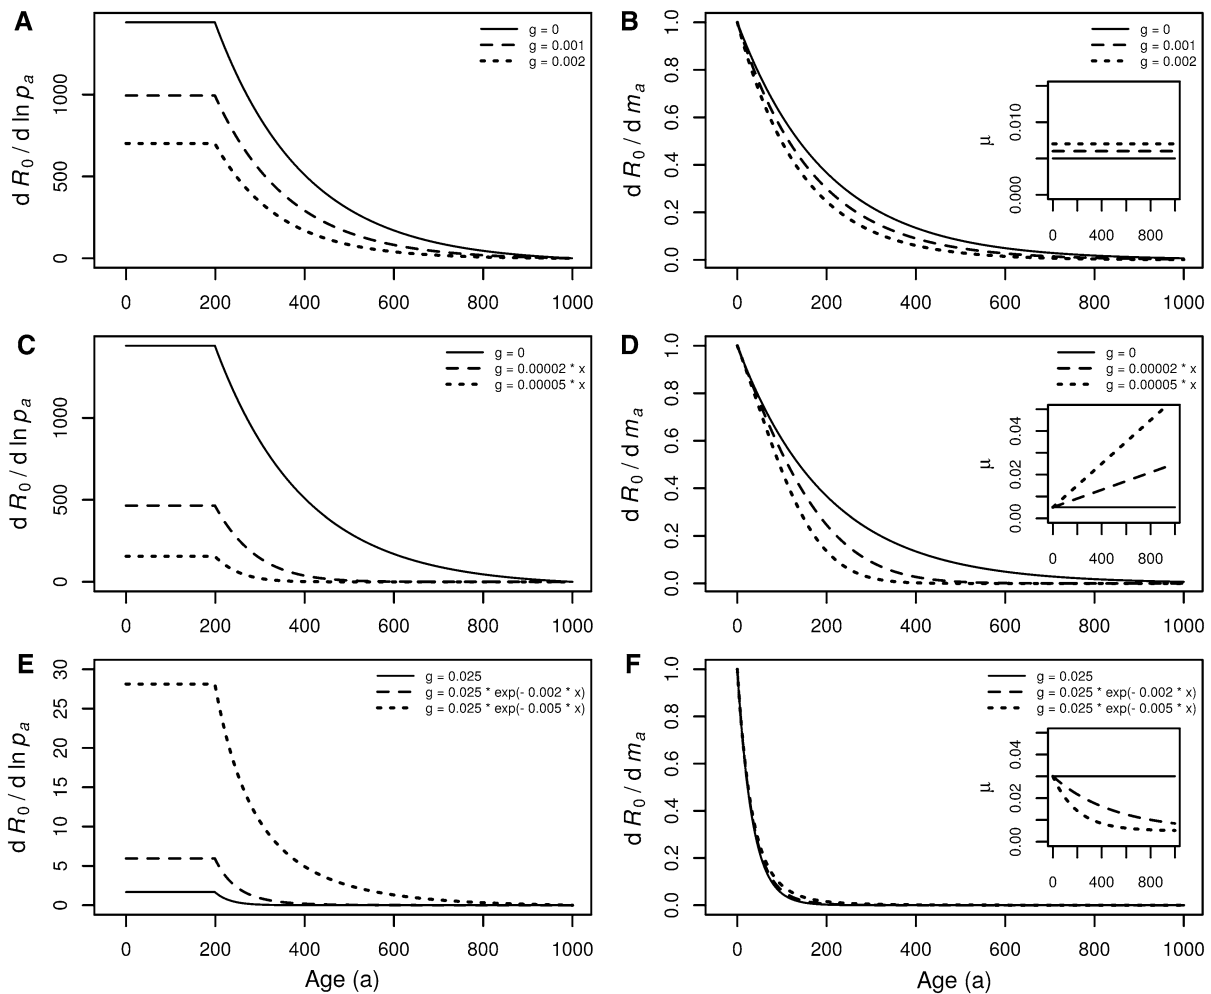 A
d R0 / d ln pa
0 500 1000
g = 0
g = 0.001
g = 0.002
0 200 400 600 800 1000
B
d R0 / d ma
0.0 0.2 0.4 0.6 0.8 1.0
g = 0
g = 0.001
g = 0.002
μ
0.000 0.010
0 400 800
0 200 400 600 800 1000
C
d R0 / d ln pa
0 500 1000
g = 0
g = 0.00002 * x
g = 0.00005 * x
0 200 400 600 800 1000
D
d R0 / d ma
0.0 0.2 0.4 0.6 0.8 1.0
g = 0
g = 0.00002 * x
g = 0.00005 * x
μ
0.00 0.02 0.04
0 400 800
0 200 400 600 800 1000
E
d R0 / d ln pa
0 5 10 15 20 25 30
g = 0.025
g = 0.025 * exp(- 0.002 * x)
g = 0.025 * exp(- 0.005 * x)
0 200 400 600 800 1000
Age (a)
F
d R0 / d ma
0.0 0.2 0.4 0.6 0.8 1.0
g = 0.025
g = 0.025 * exp(- 0.002 * x)
g = 0.025 * exp(- 0.005 * x)
μ
0.00 0.02 0.04
0 400 800
0 200 400 600 800 1000
Age (a)